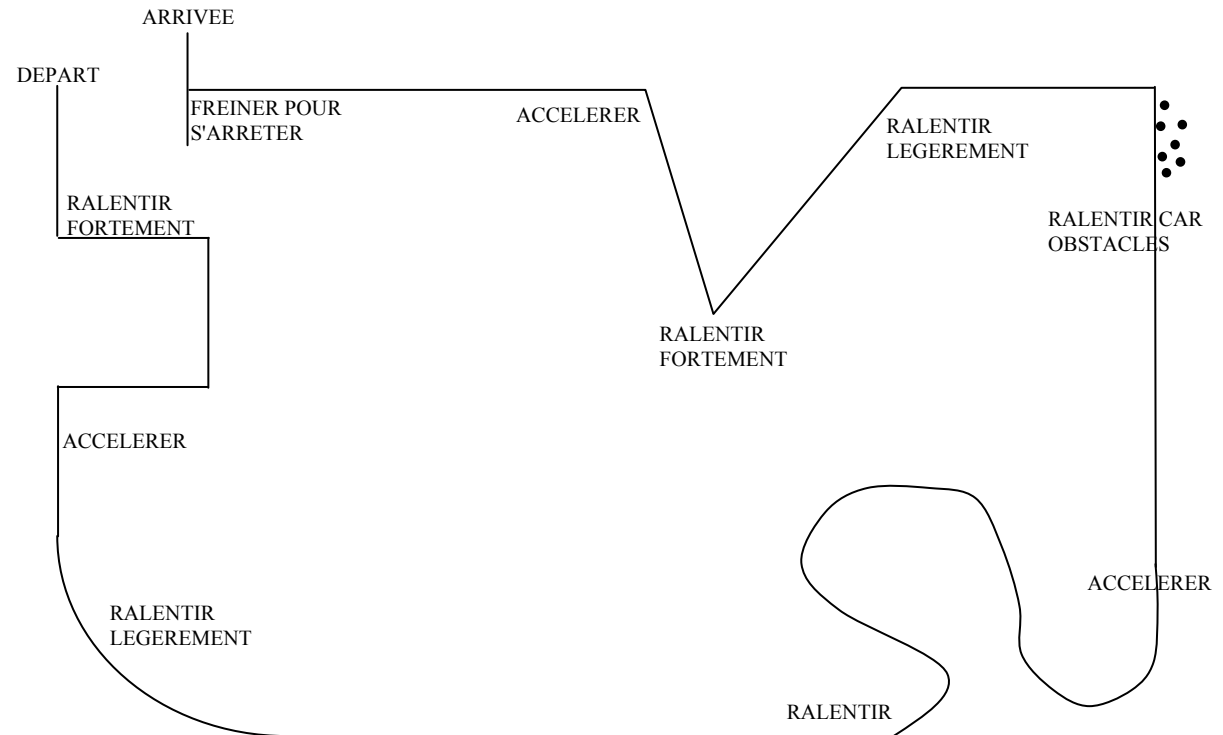 ARRIVEE
DEPART
FREINER POUR
S'ARRETER
ACCELERER
RALENTIR
LEGEREMENT
RALENTIR
FORTEMENT
RALENTIR CAR
OBSTACLES
RALENTIR
FORTEMENT
ACCELERER
ACCELERER
RALENTIR
LEGEREMENT
RALENTIR